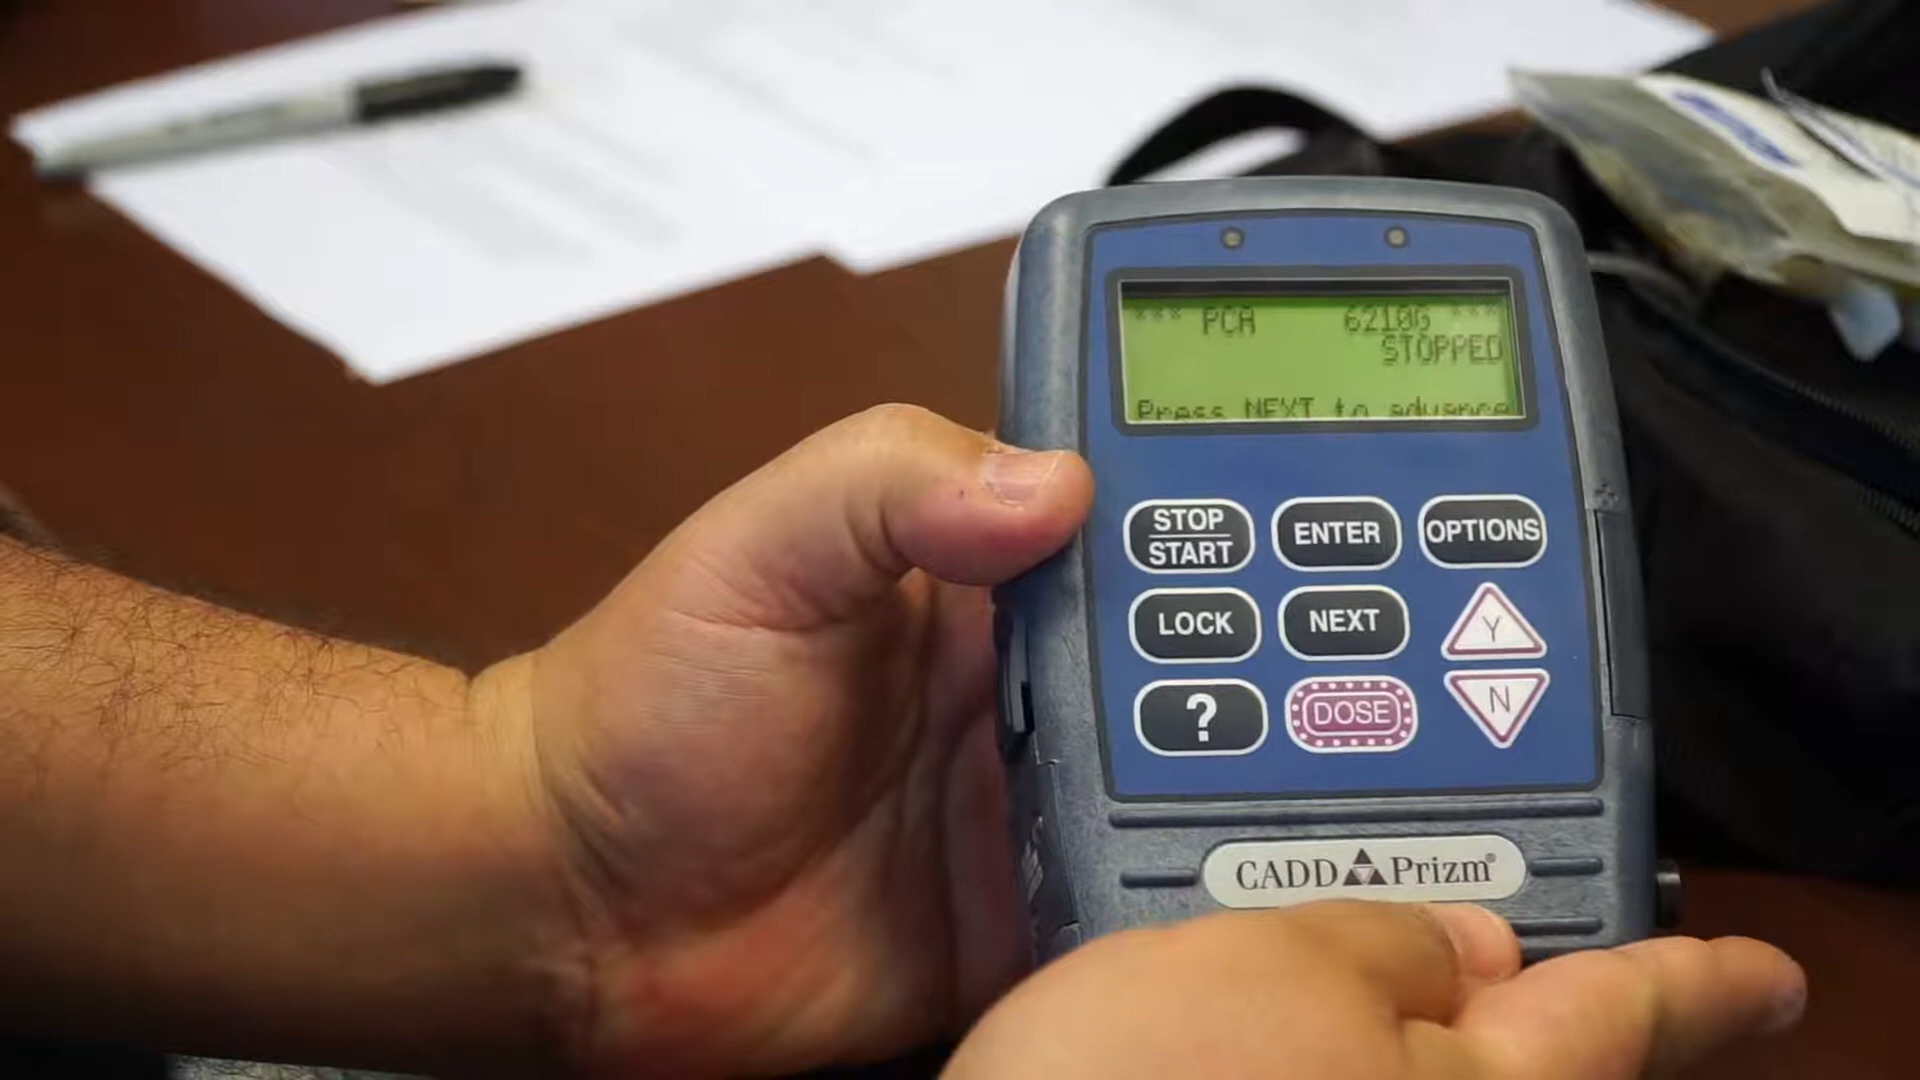 *** PCA 6210G ***
STOPPED
Press NEXT to advance
STOP
START
ENTER
OPTIONS
LOCK
NEXT
Y
?
DOSE
N
CADD Prizm®